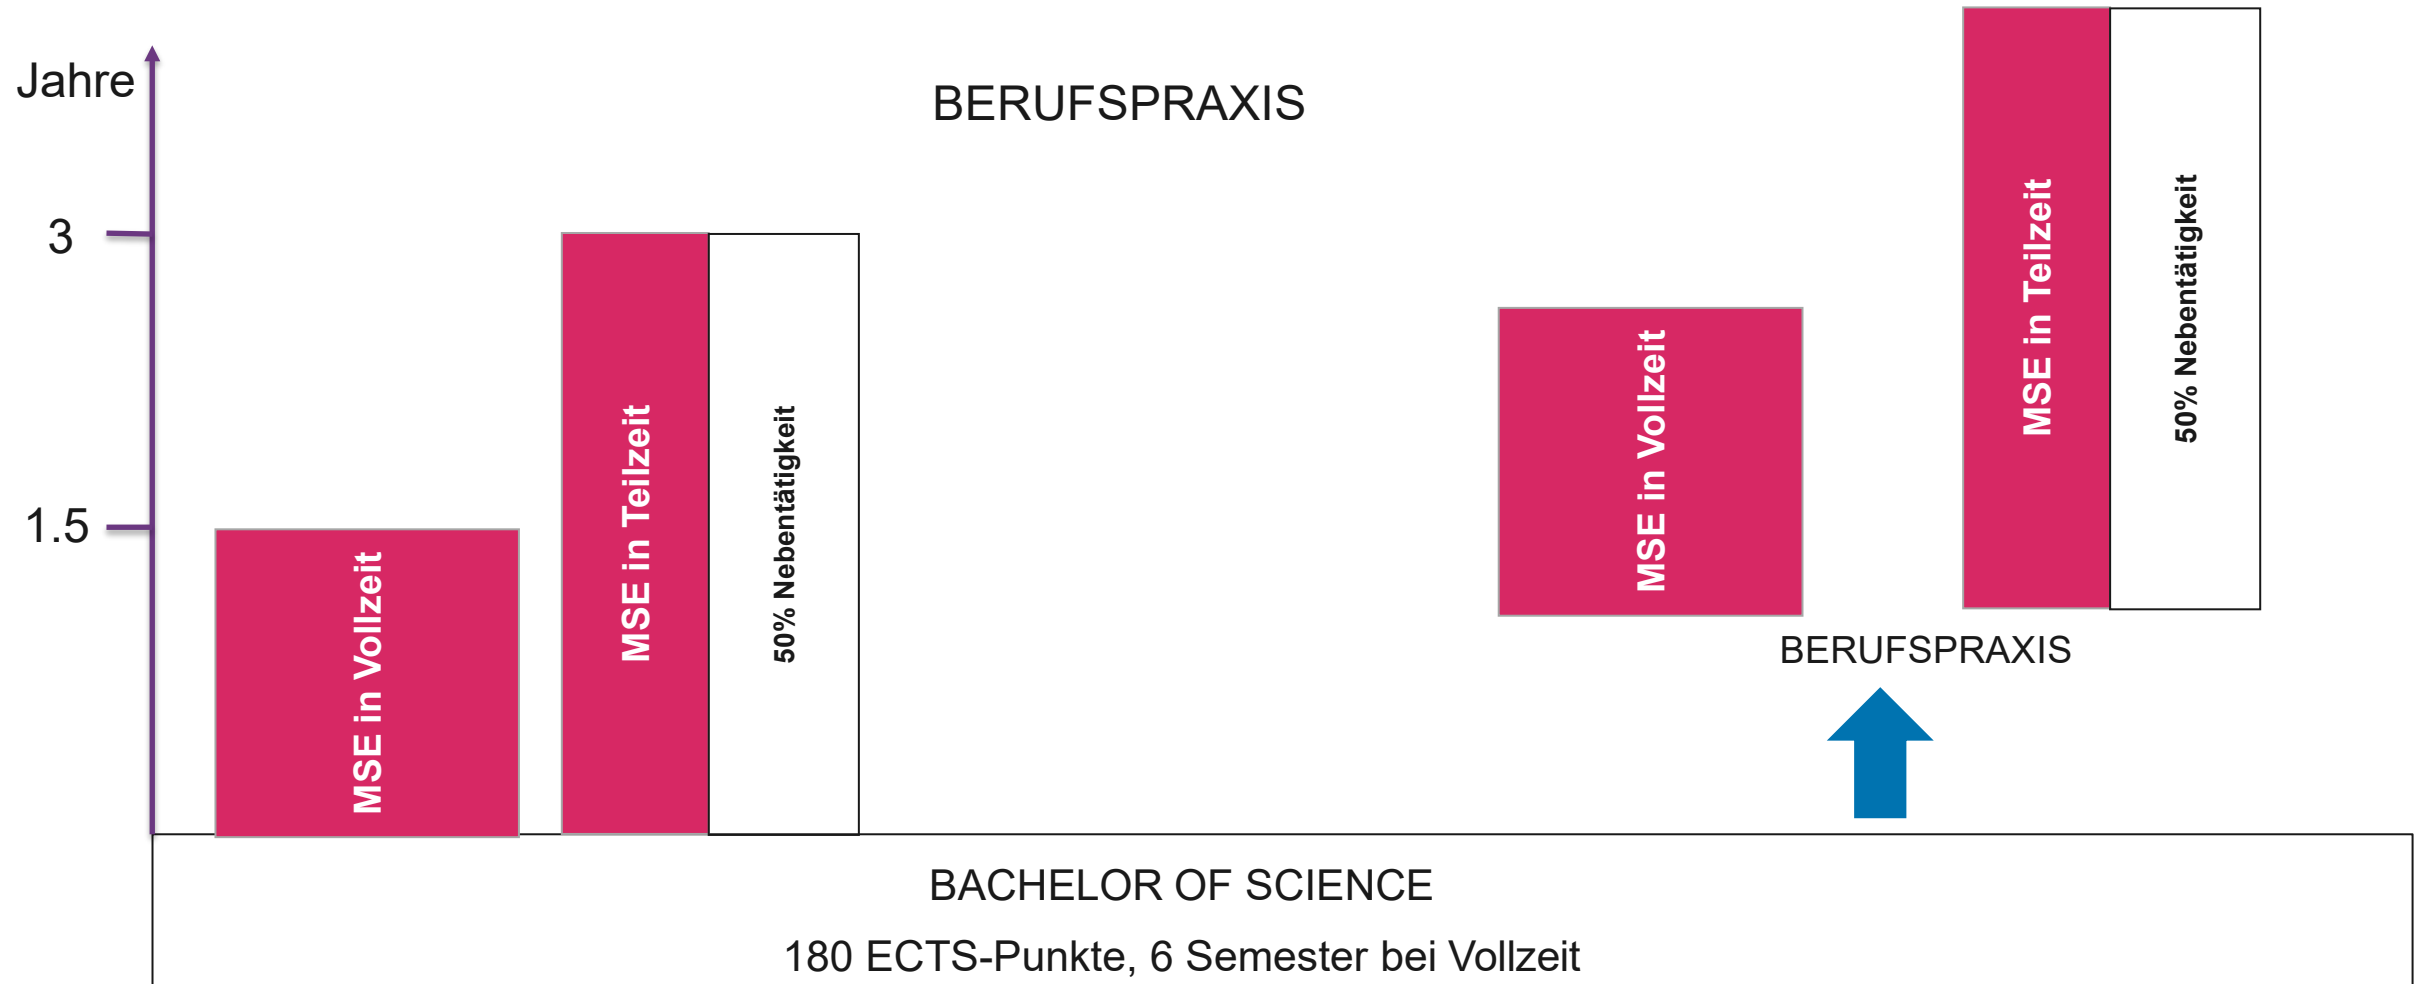 Jahre
BERUFSPRAXIS
3
1.5
MSE in Vollzeit
MSE in Teilzeit
50% Nebentätigkeit
MSE in Vollzeit
MSE in Teilzeit
50% Nebentätigkeit
BERUFSPRAXIS
BACHELOR OF SCIENCE
180 ECTS-Punkte, 6 Semester bei Vollzeit